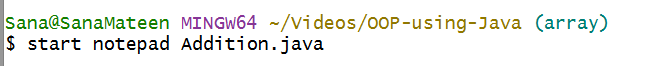 Sana@SanaMateen MINGW64 ~/Videos/OOP-using-Java (array)
$ start notepad Addition.java